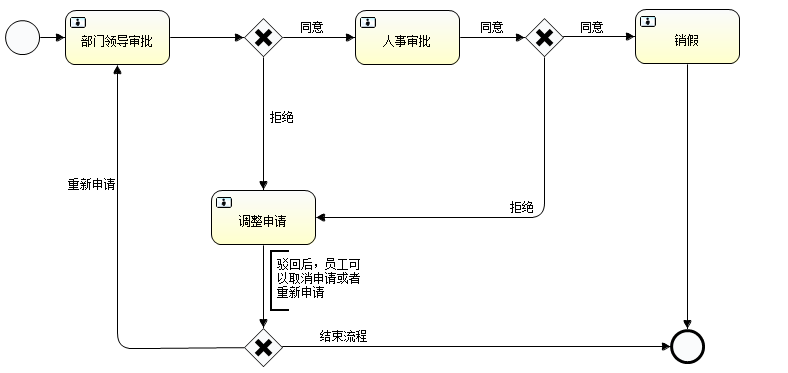 部门领导审批
同意
人事审批
同意
同意
销假
拒绝
重新申请
调整申请
拒绝
驳回后，员工可
以取消申请或者
重新申请
结束流程